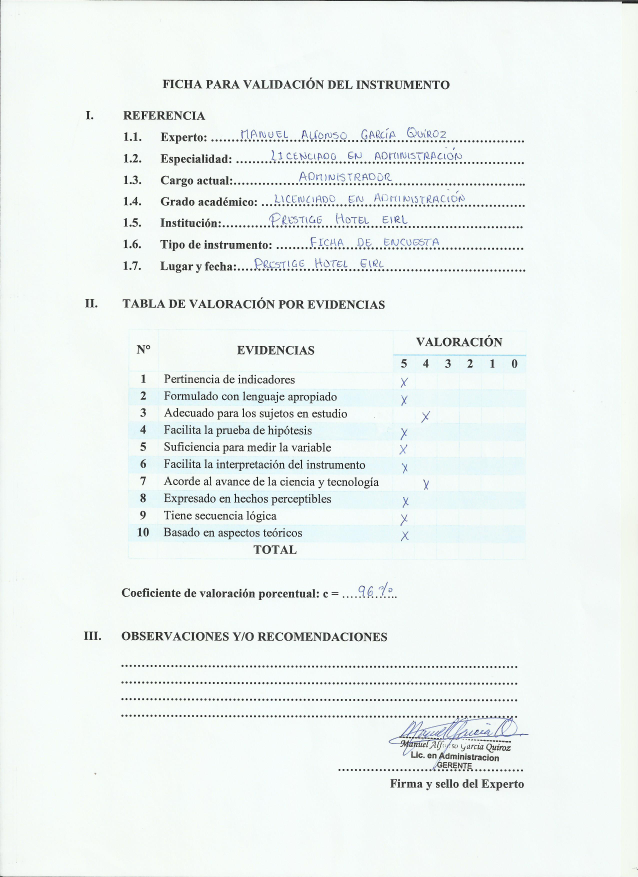 FICHA PARA VALIDACIÓN DEL INSTRUMENTO
I. REFERENCIA
1.1. Experto: MANUEL ALFONSO GARCÍA QUIROZ
1.2. Especialidad: LICENCIADO EN ADMINISTRACIÓN
1.3. Cargo actual: ADMINISTRADOR
1.4. Grado académico: LICENCIADO EN ADMINISTRACIÓN
1.5. Institución: PRESTIGE HOTEL EIRL
1.6. Tipo de instrumento: FICHA DE ENCUESTA
1.7. Lugar y fecha: PRESTIGE HOTEL EIRL
II. TABLA DE VALORACIÓN POR EVIDENCIAS
N° EVIDENCIAS VALORACIÓN
5 4 3 2 1 0
1 Pertinencia de indicadores X
2 Formulado con lenguaje apropiado X
3 Adecuado para los sujetos en estudio X
4 Facilita la prueba de hipótesis X
5 Suficiencia para medir la variable X
6 Facilita la interpretación del instrumento X
7 Acorde al avance de la ciencia y tecnología X
8 Expresado en hechos perceptibles X
9 Tiene secuencia lógica X
10 Basado en aspectos teóricos X
TOTAL
Coeficiente de valoración porcentual: c = 96%
III. OBSERVACIONES Y/O RECOMENDACIONES
Manuel Alfonso García Quiroz
Lic. en Administracion
GERENTE
Firma y sello del Experto